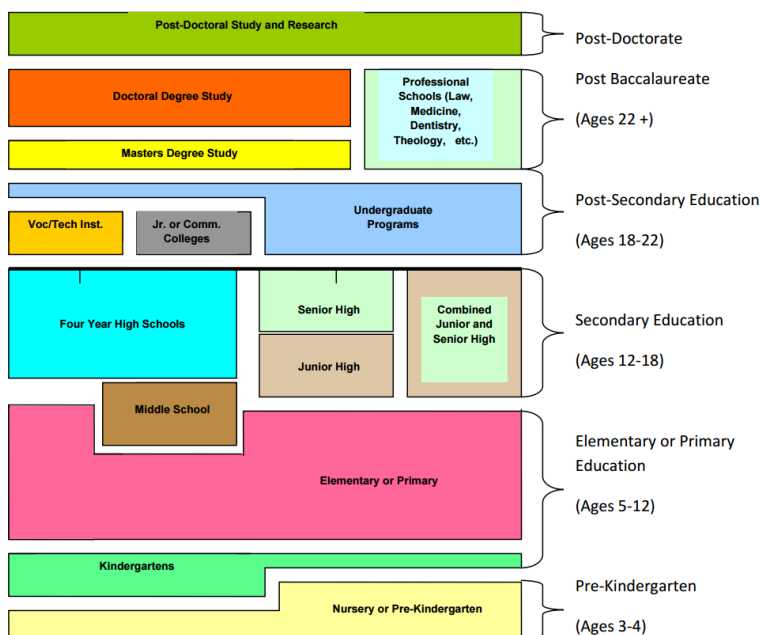 Post-Doctoral Study and Research
Post-Doctorate
Doctoral Degree Study
Professional
Schools (Law,
Medicine,
Dentistry,
Theology, etc.)
Post Baccalaureate
(Ages 22 +)
Masters Degree Study
Undergraduate
Programs
Post-Secondary Education
(Ages 18-22)
Voc/Tech Inst.
Jr. or Comm.
Colleges
Four Year High Schools
Senior High
Junior High
Combined
Junior and
Senior High
Secondary Education
(Ages 12-18)
Middle School
Elementary or Primary
Elementary or Primary
Education
(Ages 5-12)
Kindergartens
Nursery or Pre-Kindergarten
Pre-Kindergarten
(Ages 3-4)